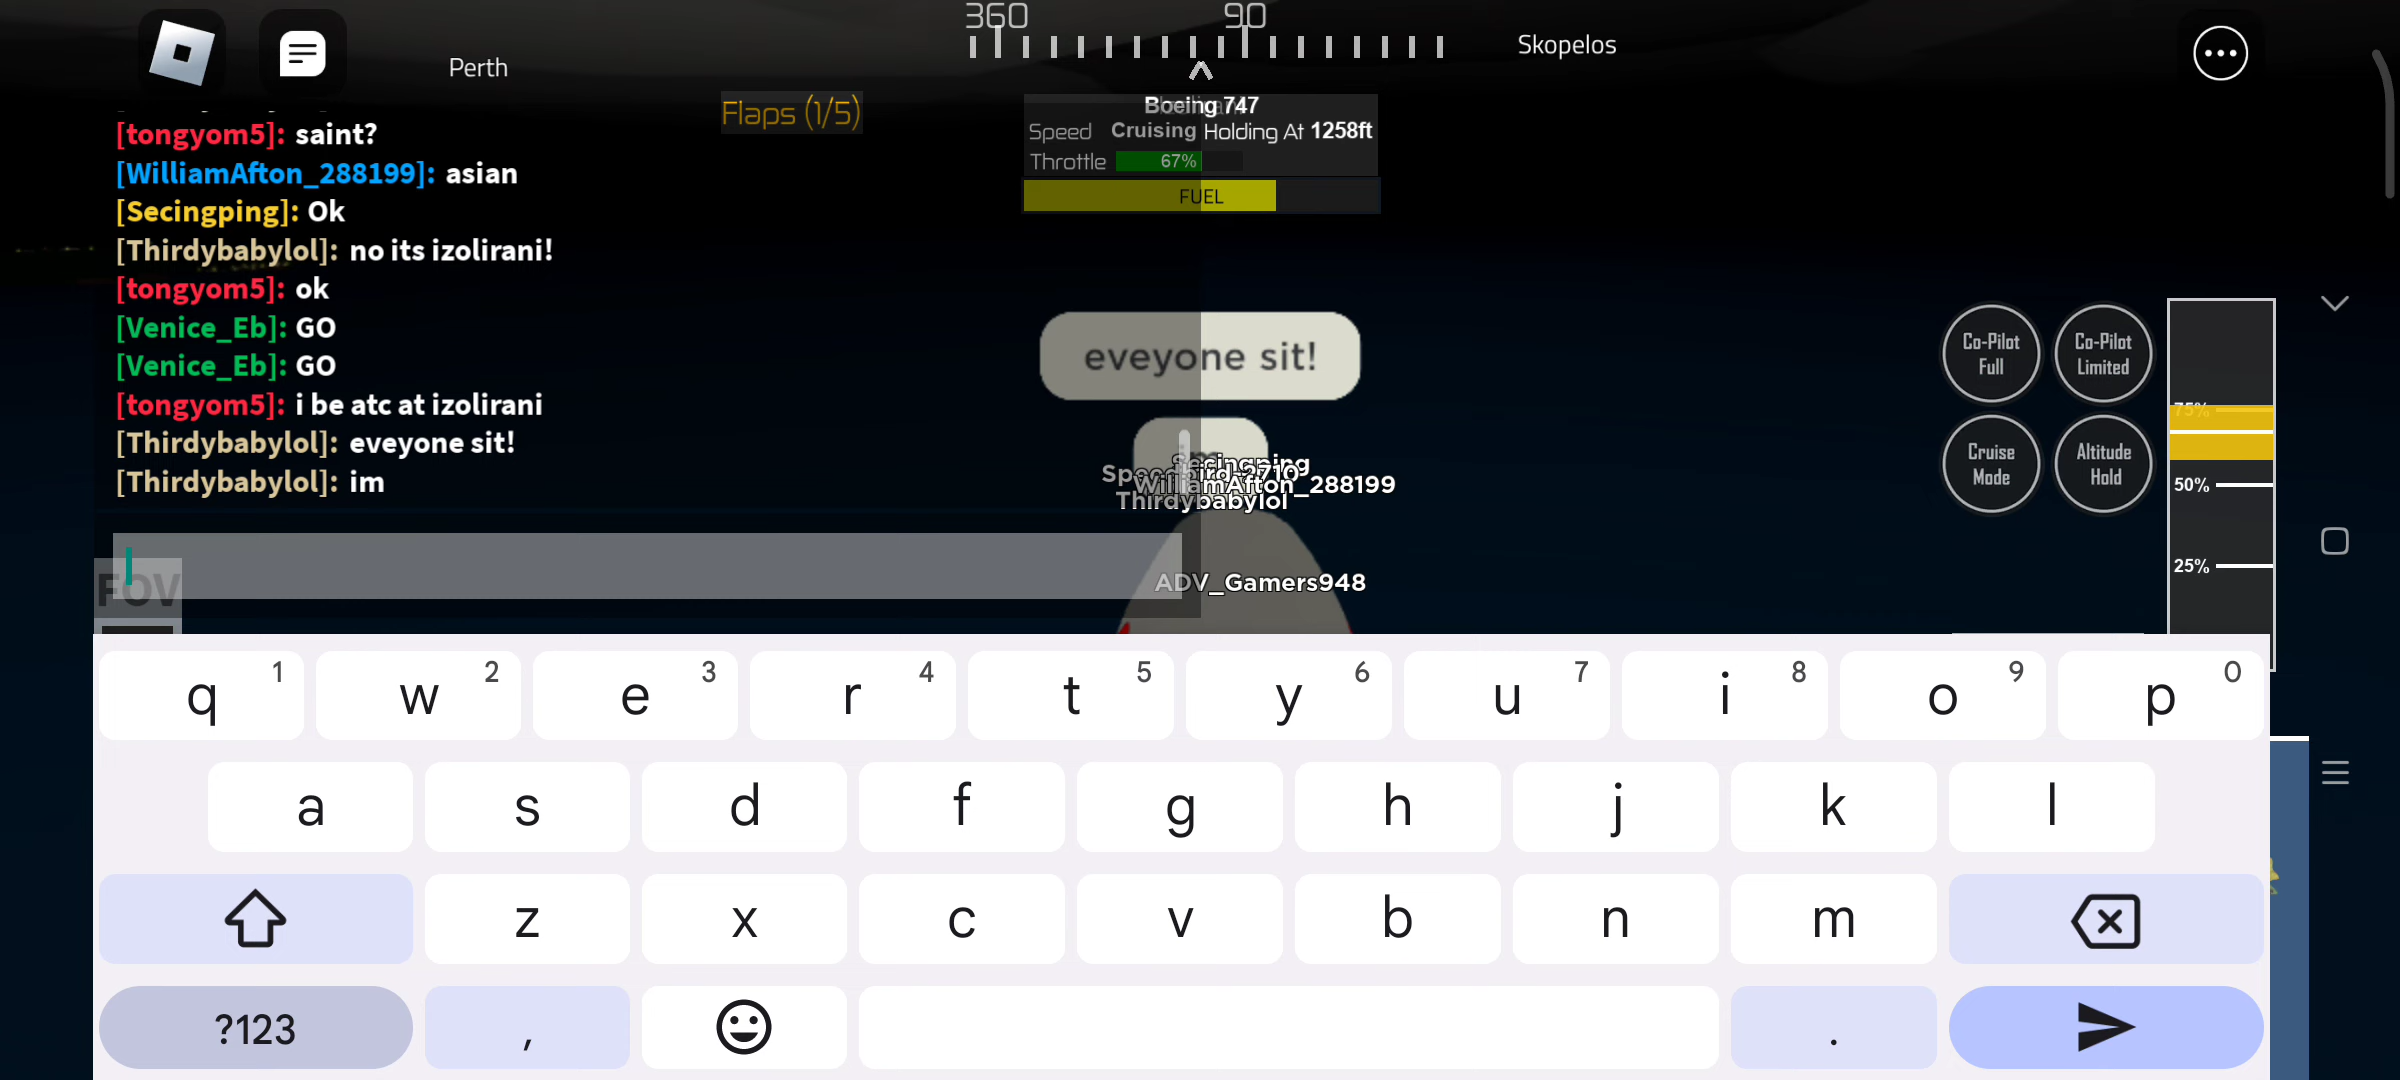 360 90
Perth
Skopelos
Flaps (1/5)
Boeing 747
Speed Cruising Holding At 1258ft
Throttle 67%
FUEL
[tongyom5]: saint?
[WilliamAfton_288199]: asian
[Secingping]: Ok
[Thirdybabylol]: no its izolirani!
[tongyom5]: ok
[Venice_Eb]: GO
[Venice_Eb]: GO
[tongyom5]: i be atc at izolirani
[Thirdybabylol]: eveyone sit!
[Thirdybabylol]: im
eveyone sit!
Secingping
WilliamAfton_288199
Thirdybabylol
ADV_Gamers948
FOV
Co-Pilot Full
Co-Pilot Limited
Cruise Mode
Altitude Hold
75%
50%
25%
q 1 w 2 e 3 r 4 t 5 y 6 u 7 i 8 o 9 p 0
a s d f g h j k l
z x c v b n m
?123 , .